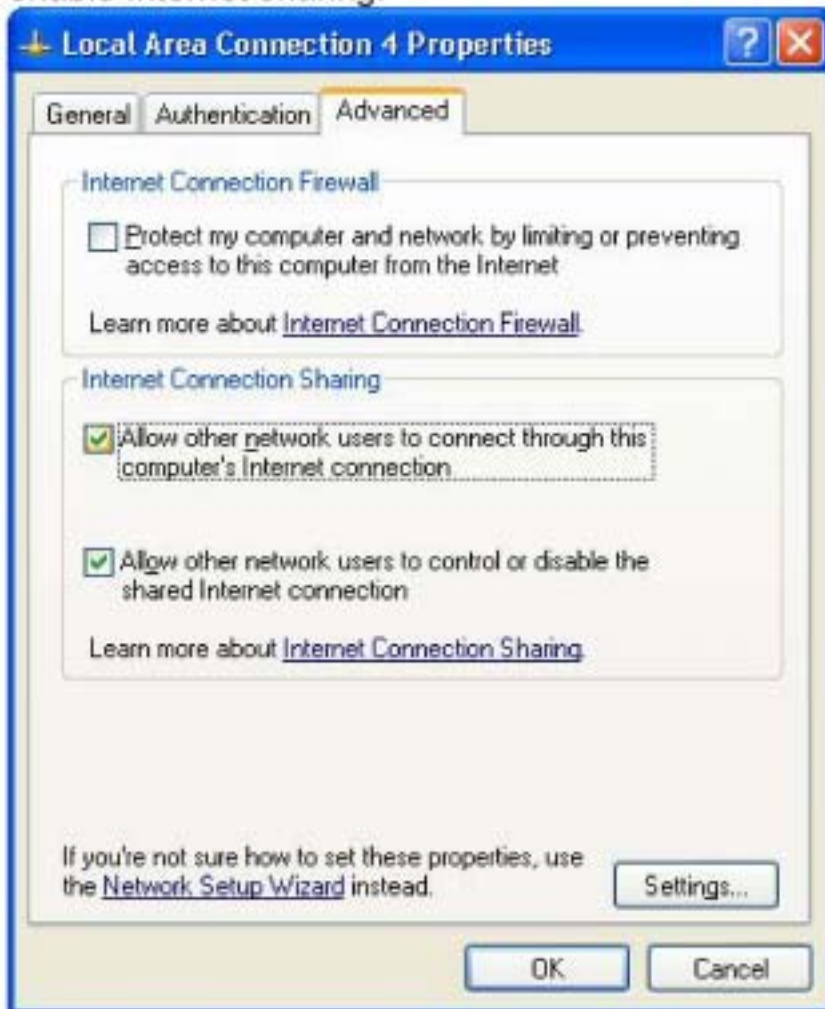 enable Internet sharing.
Local Area Connection 4 Properties
General Authentication Advanced
Internet Connection Firewall
Protect my computer and network by limiting or preventing
access to this computer from the Internet
Learn more about Internet Connection Firewall.
Internet Connection Sharing
Allow other network users to connect through this
computer's Internet connection
Allow other network users to control or disable the
shared Internet connection
Learn more about Internet Connection Sharing.
If you're not sure how to set these properties, use
the Network Setup Wizard instead.
Settings...
OK Cancel